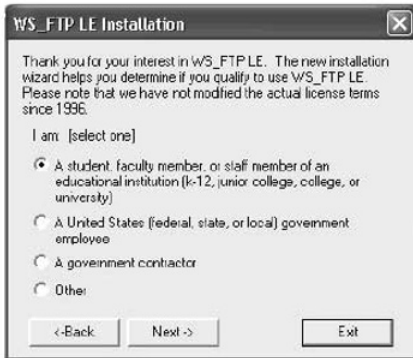 WS_FTP LE Installation
Thank you for your interest in WS_FTP LE. The new installation
wizard helps you determine if you qualify to use WS_FTP LE.
Please note that we have not modified the actual license terms
since 1996.
I am: [select one]
A student, faculty member, or staff member of an
educational institution (k-12, junior college, college, or
university)
A United States (federal, state, or local) government
employee
A government contractor
Other
<-Back
Next ->
Exit